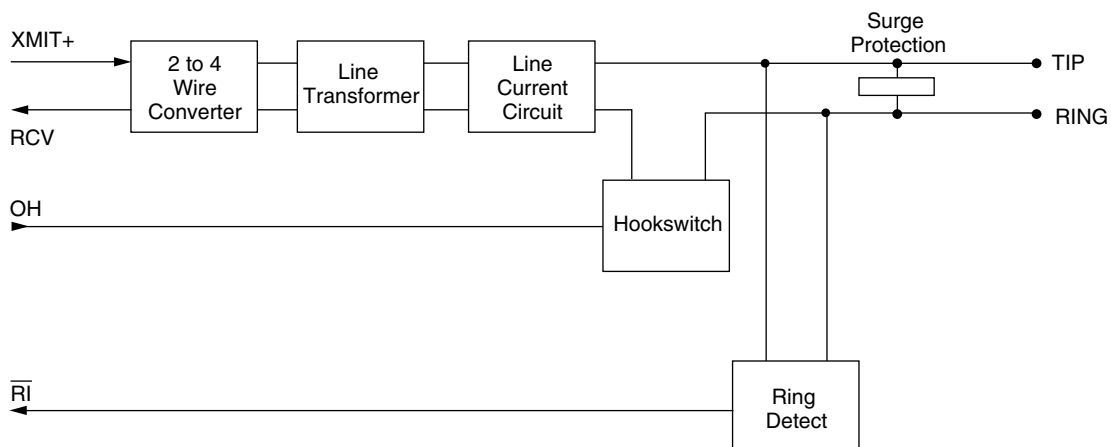 XMIT+
RCV
2 to 4
Wire
Converter
Line
Transformer
Line
Current
Circuit
Surge
Protection
TIP
RING
OH
Hookswitch
R̅I̅
Ring
Detect